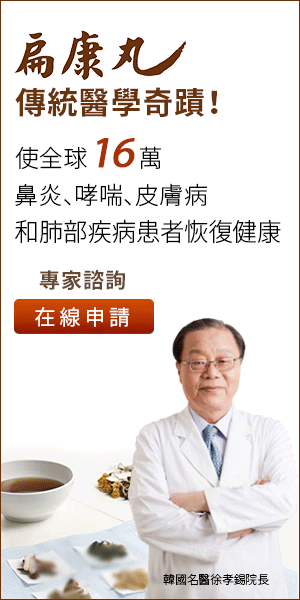 扁康丸
傳統醫學奇蹟！
使全球16萬
鼻炎、哮喘、皮膚病
和肺部疾病患者恢復健康
專家諮詢
在線申請
韓國名醫徐孝錫院長